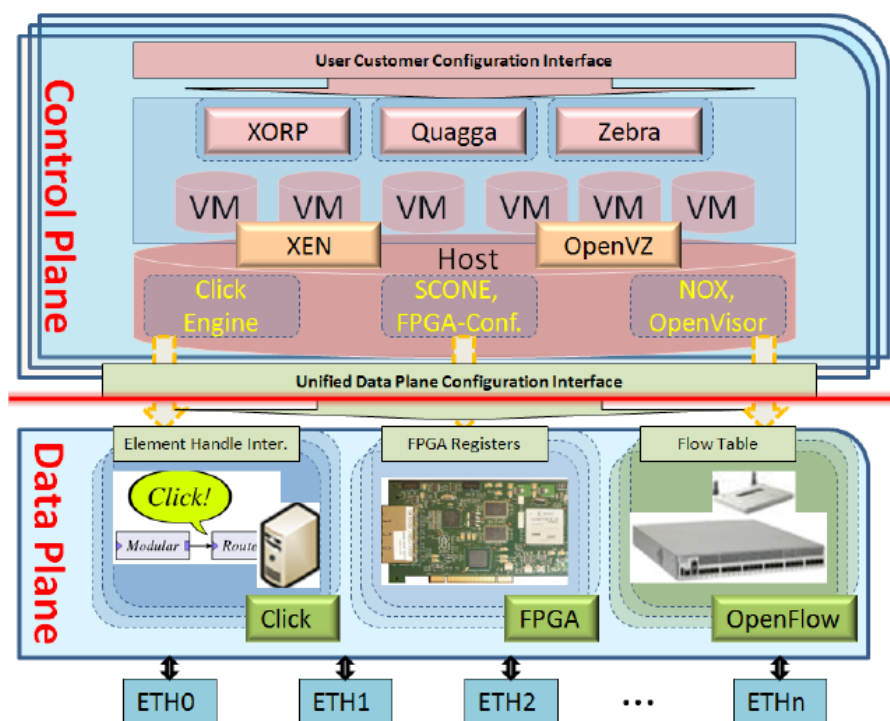 Control Plane
User Customer Configuration Interface
XORP
Quagga
Zebra
VM
VM
VM
VM
VM
VM
XEN
OpenVZ
Host
Click
Engine
SCONE,
FPGA-Conf.
NOX,
OpenVisor
Unified Data Plane Configuration Interface
Data Plane
Element Handle Inter.
FPGA Registers
Flow Table
Click!
Modular
Route
Click
FPGA
OpenFlow
ETH0
ETH1
ETH2
...
ETHn